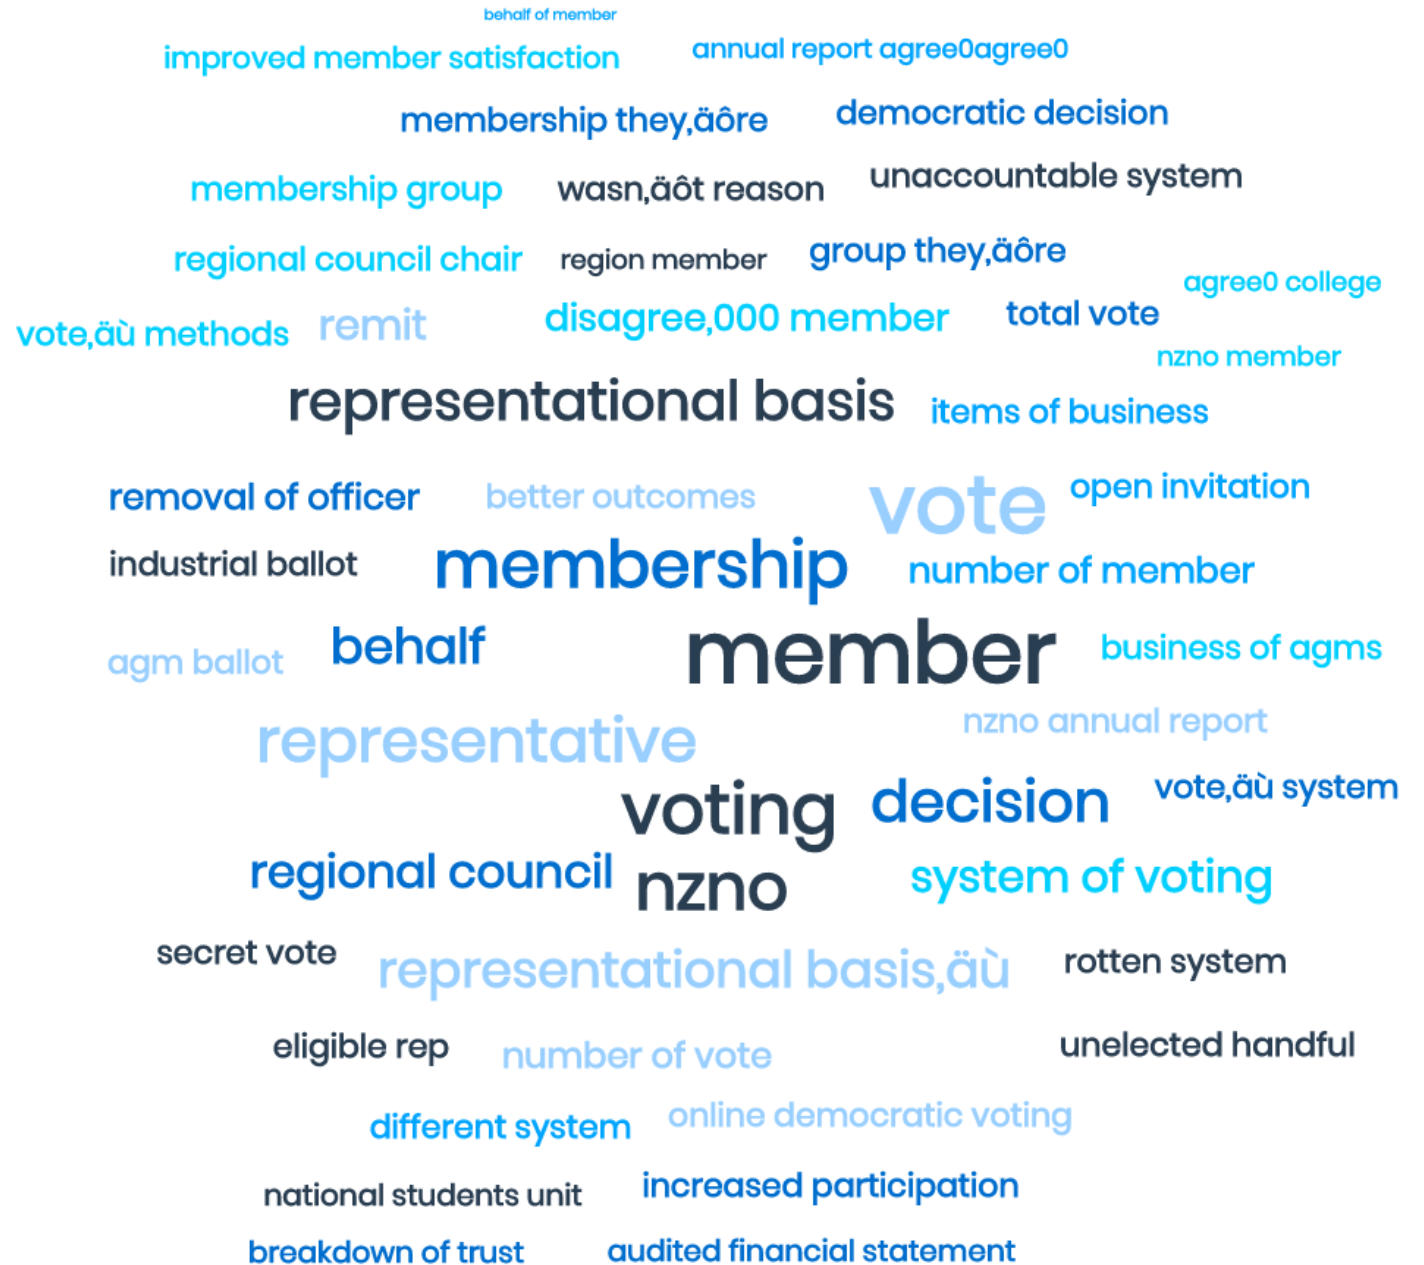 behalf of member
improved member satisfaction
annual report agree0agree0
membership they,äôre
democratic decision
membership group
wasn,äôt reason
unaccountable system
regional council chair
region member
group they,äôre
agree0 college
vote,äù methods
remit
disagree,000 member
total vote
nzno member
representational basis
items of business
removal of officer
better outcomes
vote
open invitation
industrial ballot
membership
number of member
agm ballot
behalf
member
business of agms
representative
nzno annual report
voting
decision
vote,äù system
regional council
nzno
system of voting
secret vote
representational basis,äù
rotten system
eligible rep
number of vote
unelected handful
different system
online democratic voting
national students unit
increased participation
breakdown of trust
audited financial statement